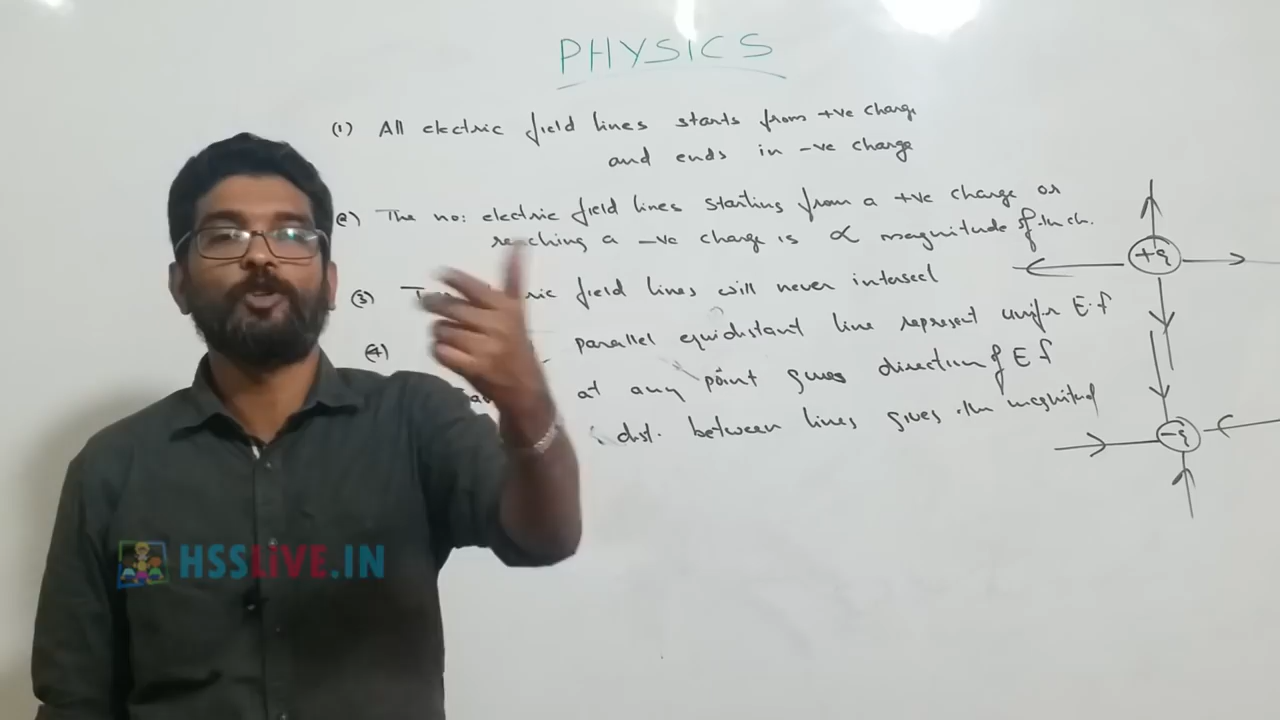 PHYSICS
(1) All electric field lines starts from +ve charge
and ends in -ve charge
(2) The no: electric field lines starting from a +ve charge or
reaching a -ve charge is ∝ magnitude of ch.
(3) ric field lines will never intersect
(4) parallel equidistant line represent unifr E.f
at any point gives direction of E f
dist. between lines gives the magnitud
+q
-q
HSSLiVE.IN